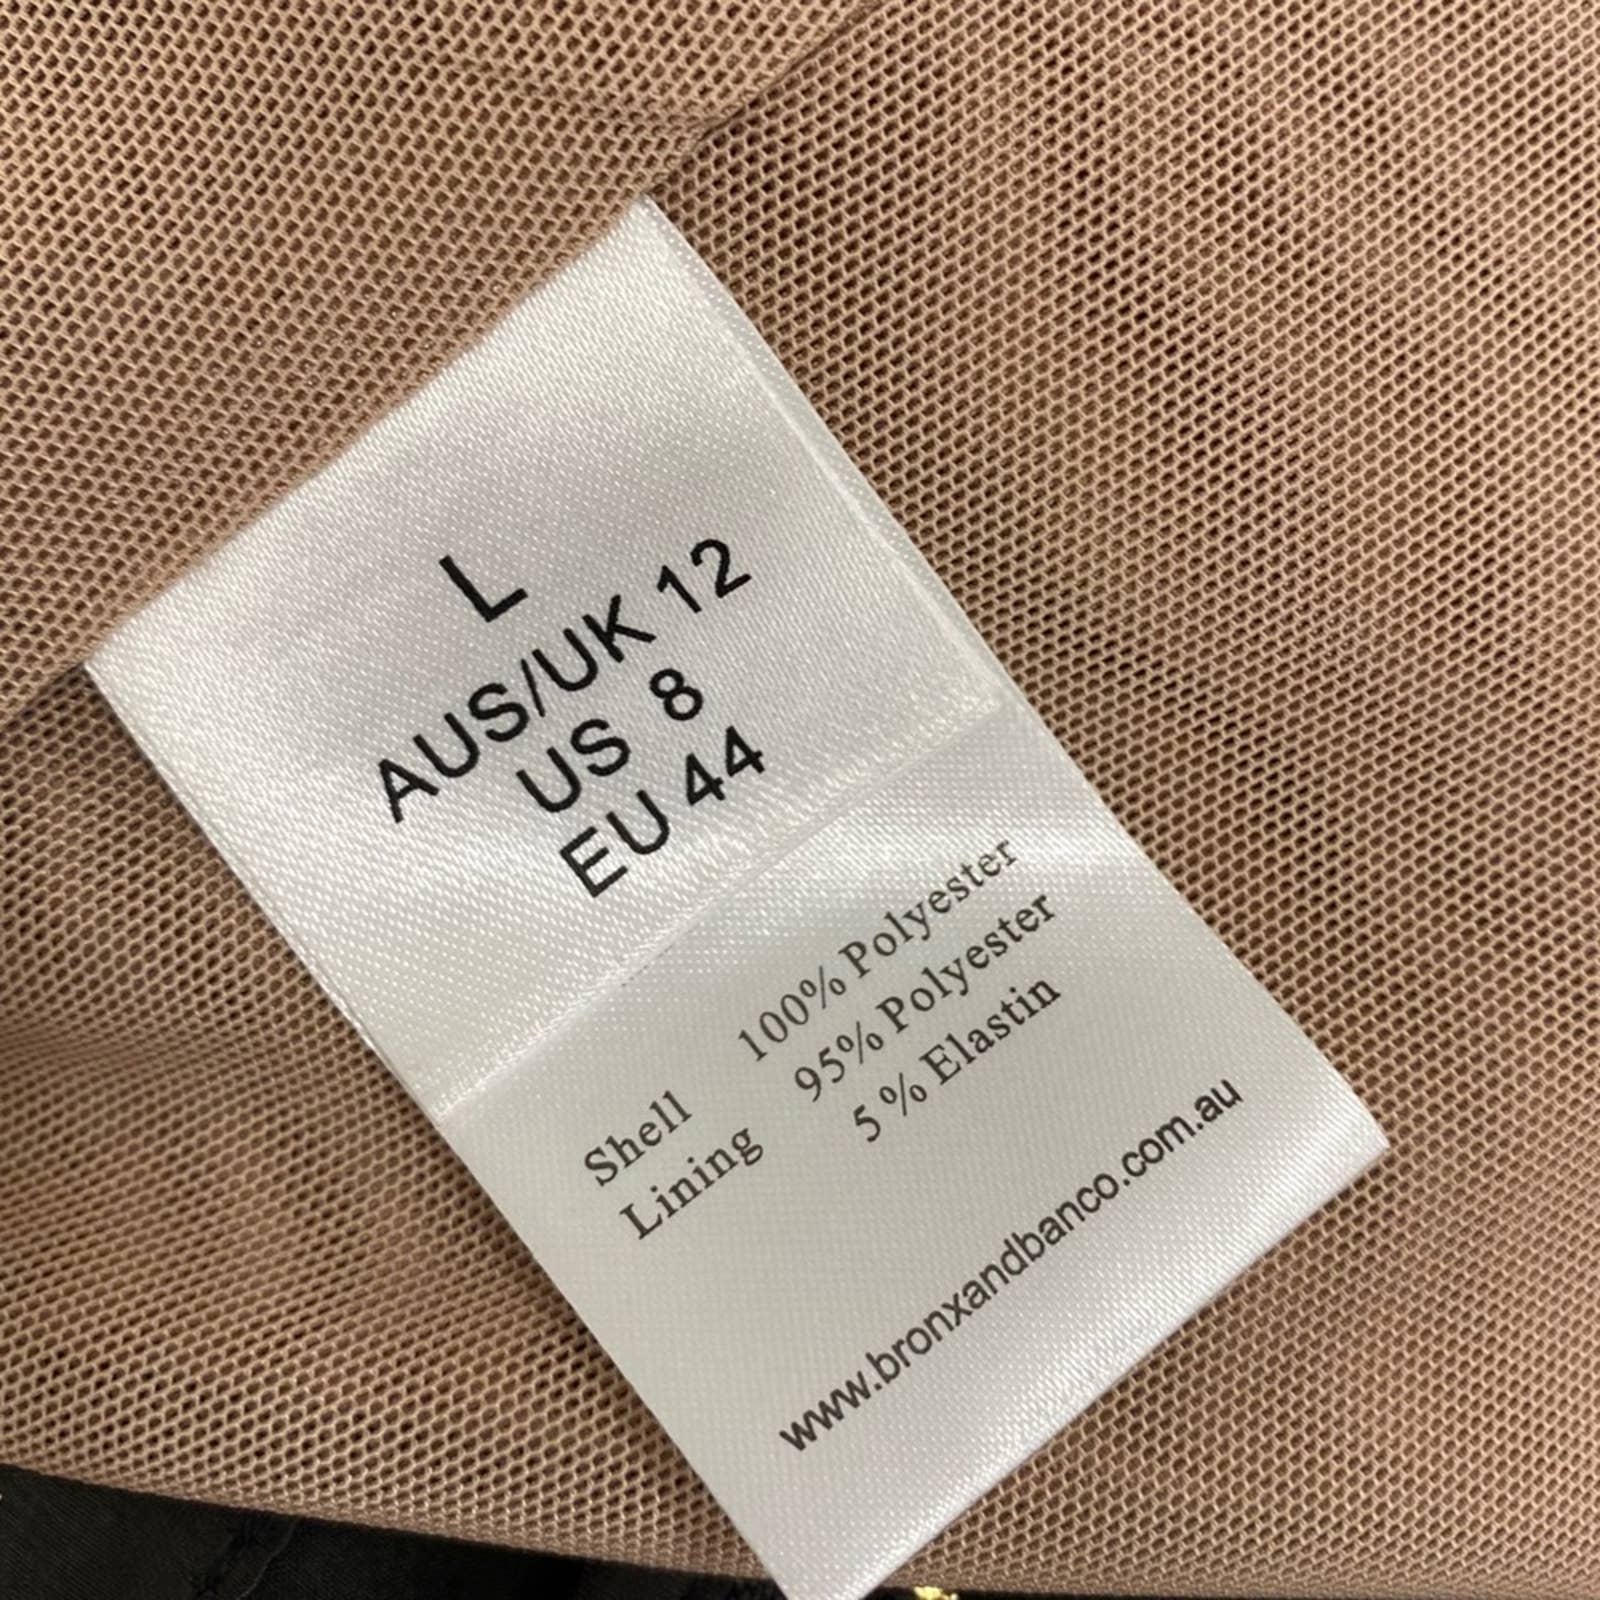 L
AUS/UK 12
US 8
EU 44
Shell 100% Polyester
Lining 95% Polyester
5 % Elastin
www.bronxandbanco.com.au